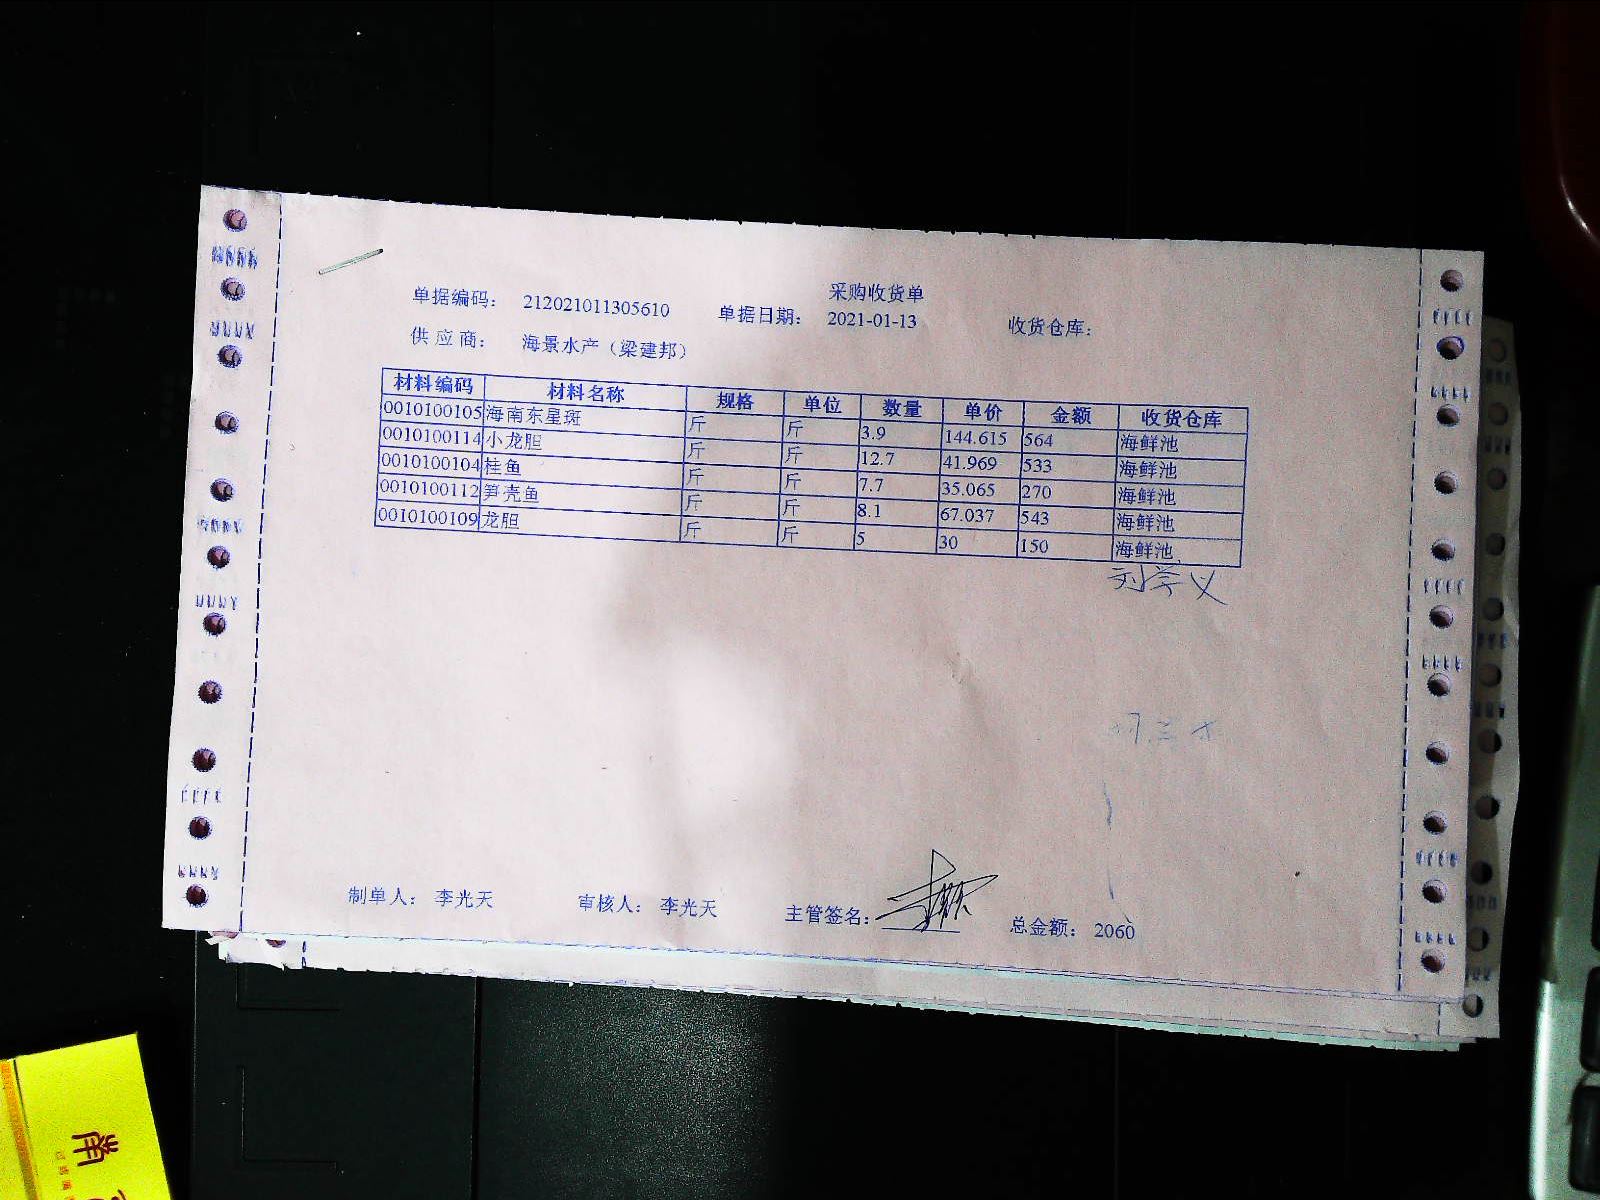 采购收货单
单据编码： 212021011305610 单据日期： 2021-01-13 收货仓库：
供应商： 海景水产（梁建邦）
材料编码 材料名称 规格 单位 数量 单价 金额 收货仓库
0010100105 海南东星斑 斤 斤 3.9 144.615 564 海鲜池
0010100114 小龙胆 斤 斤 12.7 41.969 533 海鲜池
0010100104 桂鱼 斤 斤 7.7 35.065 270 海鲜池
0010100112 笋壳鱼 斤 斤 8.1 67.037 543 海鲜池
0010100109 龙胆 斤 斤 5 30 150 海鲜池
刘学义
制单人： 李光天 审核人： 李光天 主管签名： 总金额： 2060